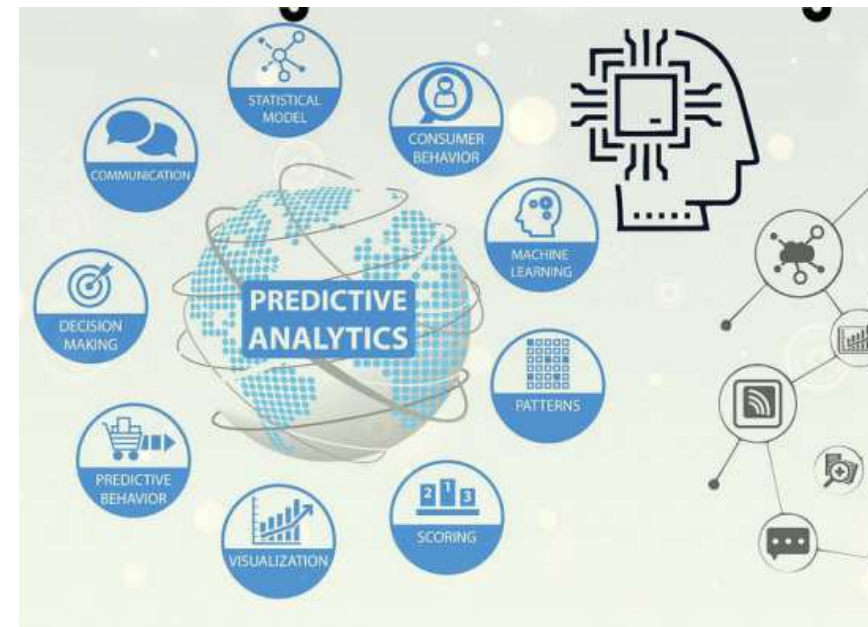 STATISTICAL
MODEL
CONSUMER
BEHAVIOR
COMMUNICATION
MACHINE
LEARNING
PREDICTIVE
ANALYTICS
DECISION
MAKING
PATTERNS
PREDICTIVE
BEHAVIOR
2 1 3
SCORING
VISUALIZATION